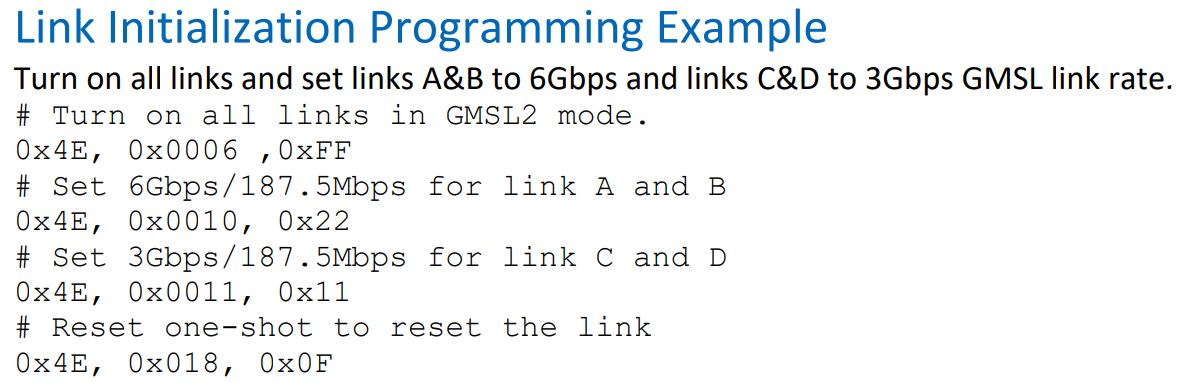 Link Initialization Programming Example
Turn on all links and set links A&B to 6Gbps and links C&D to 3Gbps GMSL link rate.
# Turn on all links in GMSL2 mode.
0x4E, 0x0006 ,0xFF
# Set 6Gbps/187.5Mbps for link A and B
0x4E, 0x0010, 0x22
# Set 3Gbps/187.5Mbps for link C and D
0x4E, 0x0011, 0x11
# Reset one-shot to reset the link
0x4E, 0x018, 0x0F